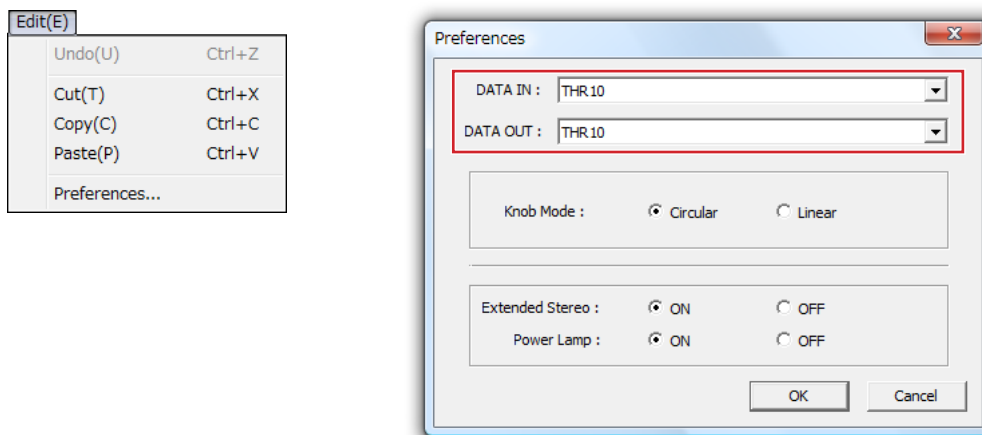 Edit(E)
Undo(U) Ctrl+Z
Cut(T) Ctrl+X
Copy(C) Ctrl+C
Paste(P) Ctrl+V
Preferences...
Preferences
DATA IN : THR10
DATA OUT : THR10
Knob Mode : Circular Linear
Extended Stereo : ON OFF
Power Lamp : ON OFF
OK Cancel